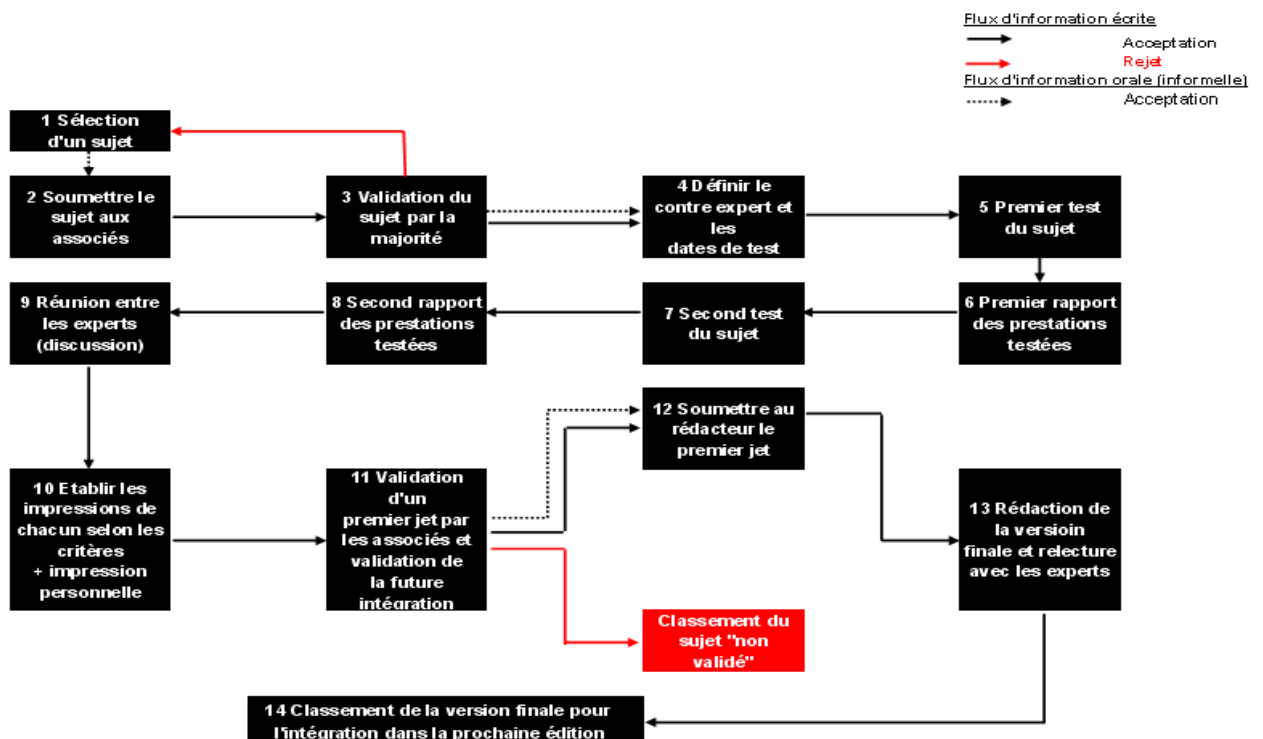 Flux d'information écrite
Acceptation
Rejet
Flux d'information orale (informelle)
Acceptation
1 Sélection
d'un sujet
2 Soumettre le
sujet aux
associés
3 Validation du
sujet par la
majorité
4 Définir le
contre expert et
les
dates de test
5 Premier test
du sujet
9 Réunion entre
les experts
(discussion)
8 Second rapport
des prestations
testées
7 Second test
du sujet
6 Premier rapport
des prestations
testées
12 Soumettre au
rédacteur le
premier jet
10 Etablir les
impressions de
chacun selon les
critères
+ impression
personnelle
11 Validation
d'un
premier jet par
les associés et
validation de
la future
intégration
13 Rédaction de
la versioin
finale et relecture
avec les experts
Classement du
sujet "non
validé"
14 Classement de la version finale pour
l'intégration dans la prochaine édition